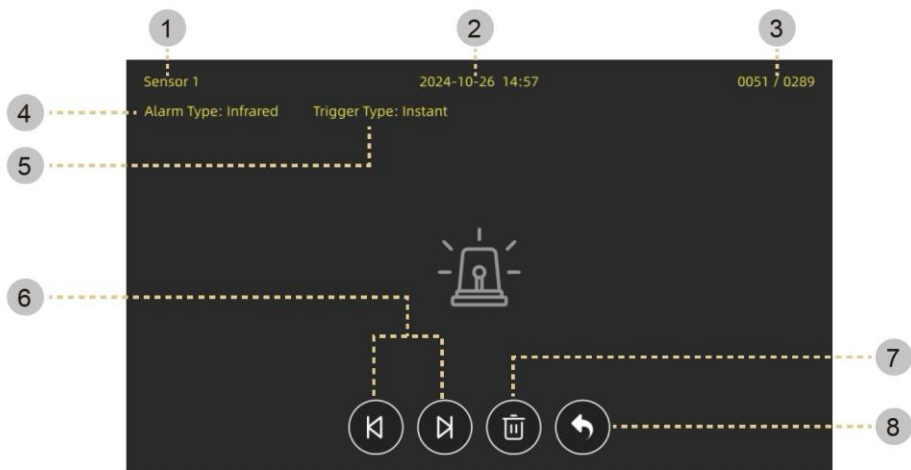 1 2 3
Sensor 1 2024-10-26 14:57 0051 / 0289
4 Alarm Type: Infrared Trigger Type: Instant
5
6
7
8